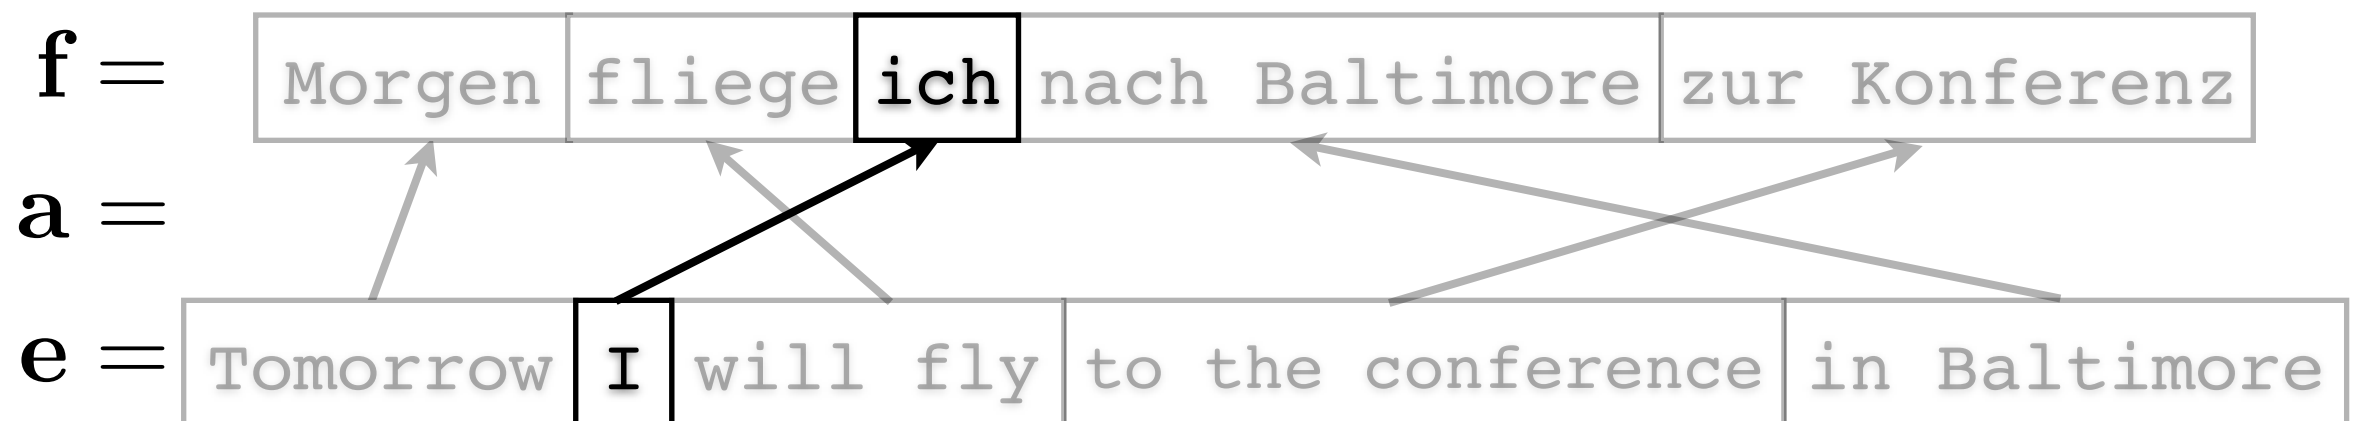 f = Morgen fliege ich nach Baltimore zur Konferenz
a =
e = Tomorrow I will fly to the conference in Baltimore